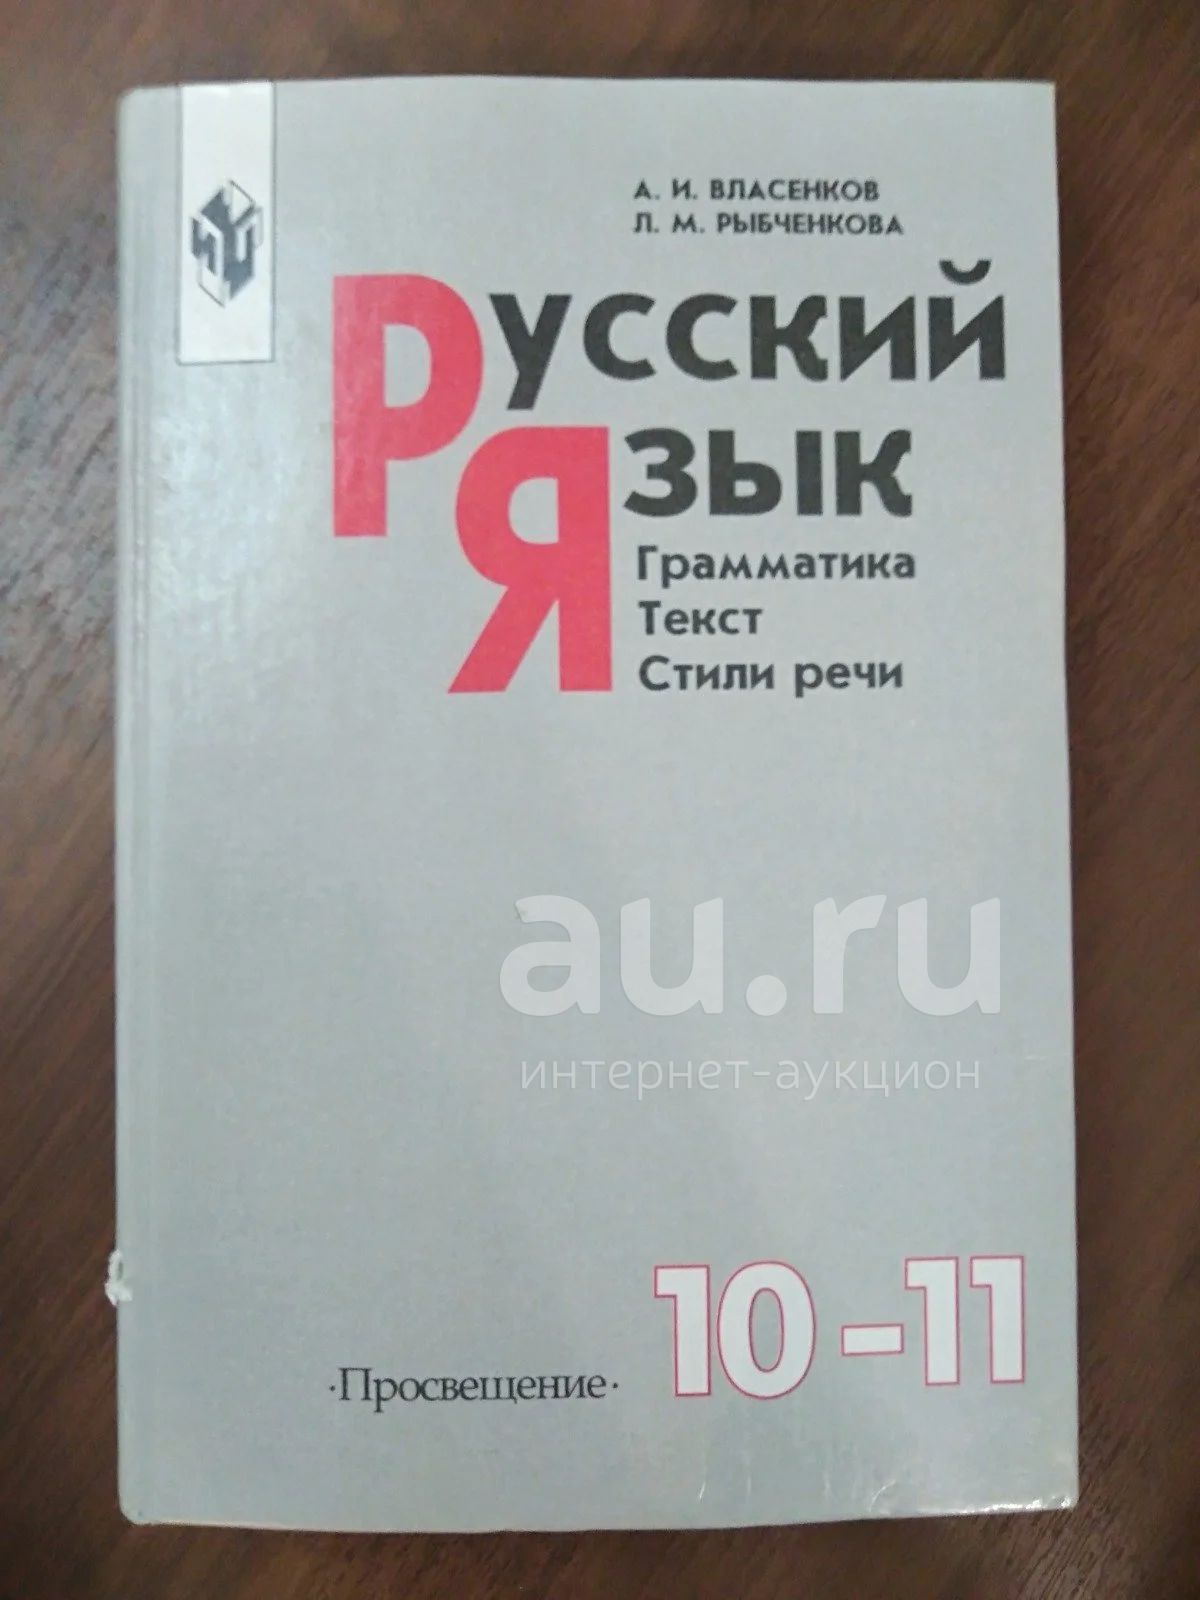 А. И. ВЛАСЕНКОВ
Л. М. РЫБЧЕНКОВА
Русский
Язык
Грамматика
Текст
Стили речи
au.ru
интернет-аукцион
·Просвещение·
10-11